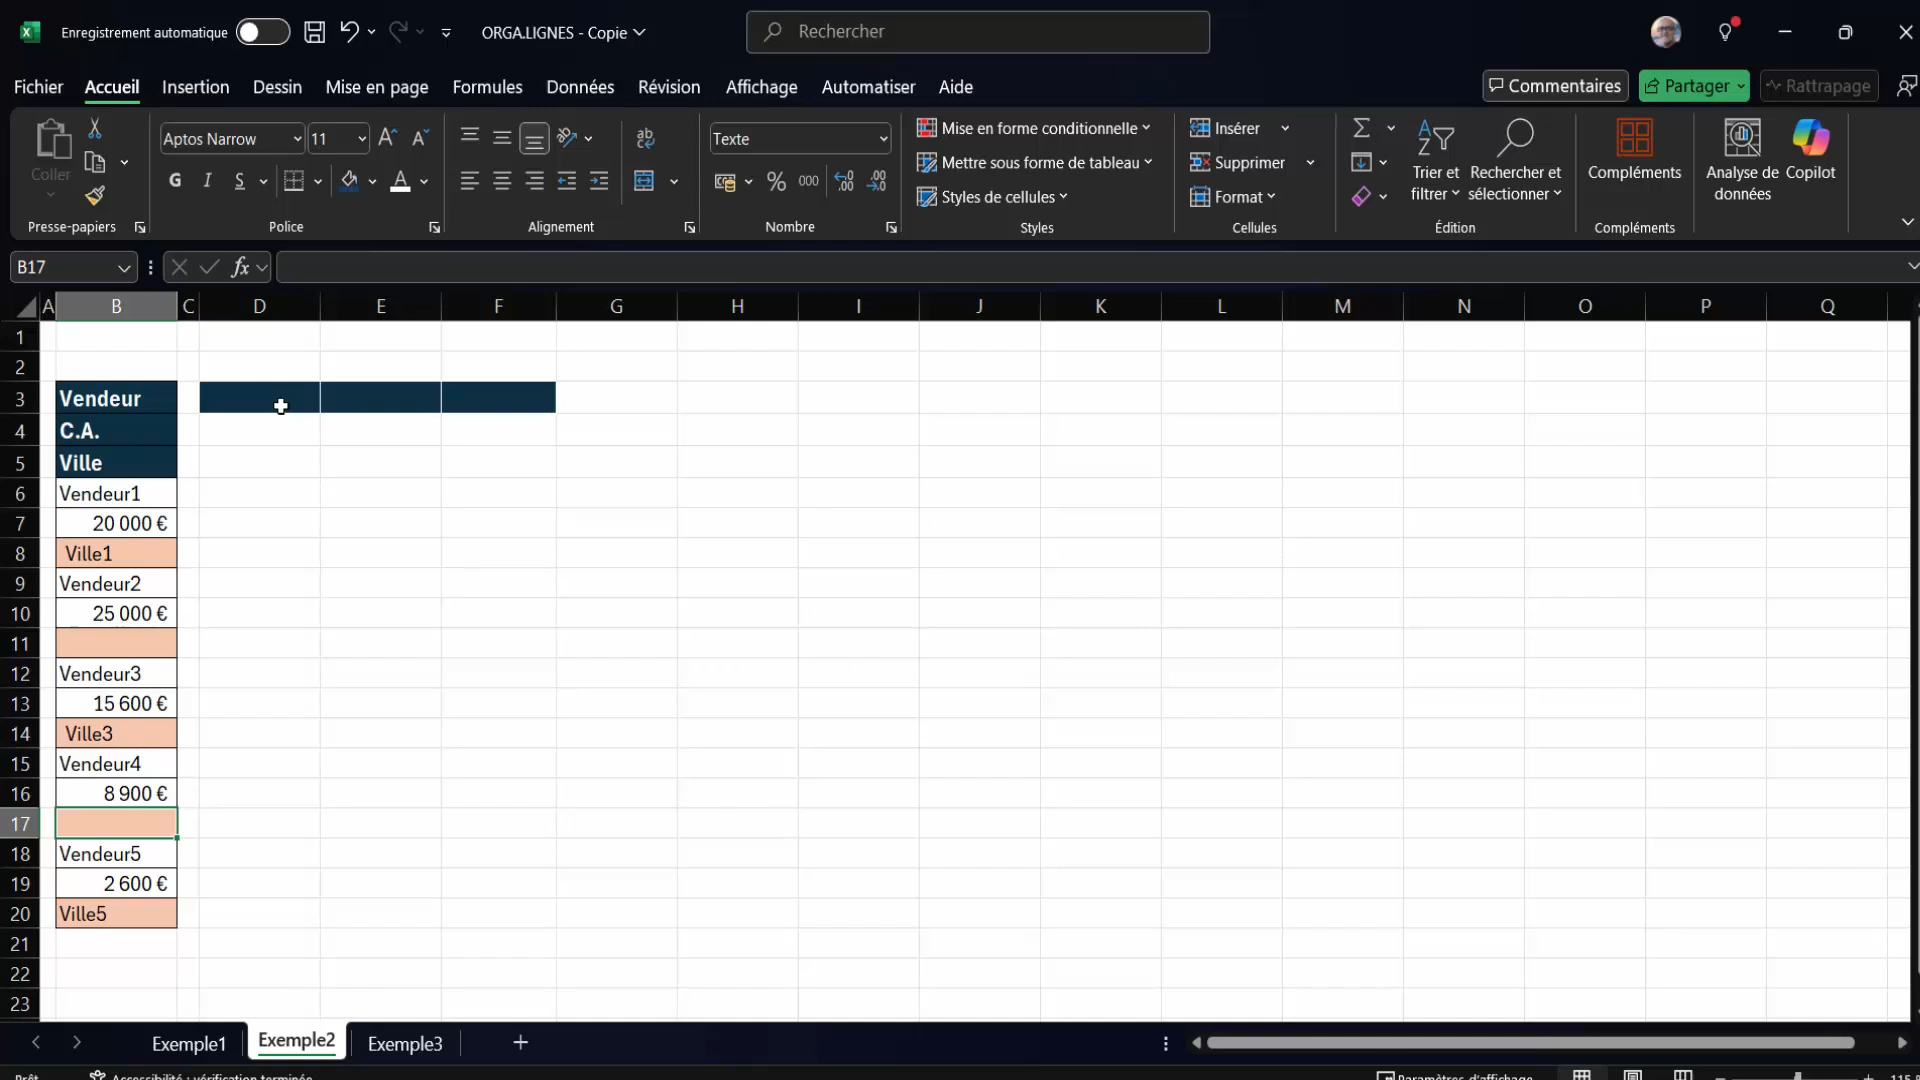 Enregistrement automatique
ORGA.LIGNES - Copie
Rechercher
Fichier Accueil Insertion Dessin Mise en page Formules Données Révision Affichage Automatiser Aide
Commentaires Partager Rattrapage
Coller
Presse-papiers
Aptos Narrow 11
G I S
Police
ab
Alignement
Texte
% 000
Nombre
Mise en forme conditionnelle
Mettre sous forme de tableau
Styles de cellules
Styles
Insérer
Supprimer
Format
Cellules
Trier et filtrer
Rechercher et sélectionner
Édition
Compléments
Compléments
Analyse de données
Copilot
B17
fx
A B C D E F G H I J K L M N O P Q
1
2
3 Vendeur
4 C.A.
5 Ville
6 Vendeur1
7 20 000 €
8 Ville1
9 Vendeur2
10 25 000 €
11
12 Vendeur3
13 15 600 €
14 Ville3
15 Vendeur4
16 8 900 €
17
18 Vendeur5
19 2 600 €
20 Ville5
21
22
23
Exemple1 Exemple2 Exemple3
Prêt Accessibilité : vérification terminée Paramètres d'affichage 115 %